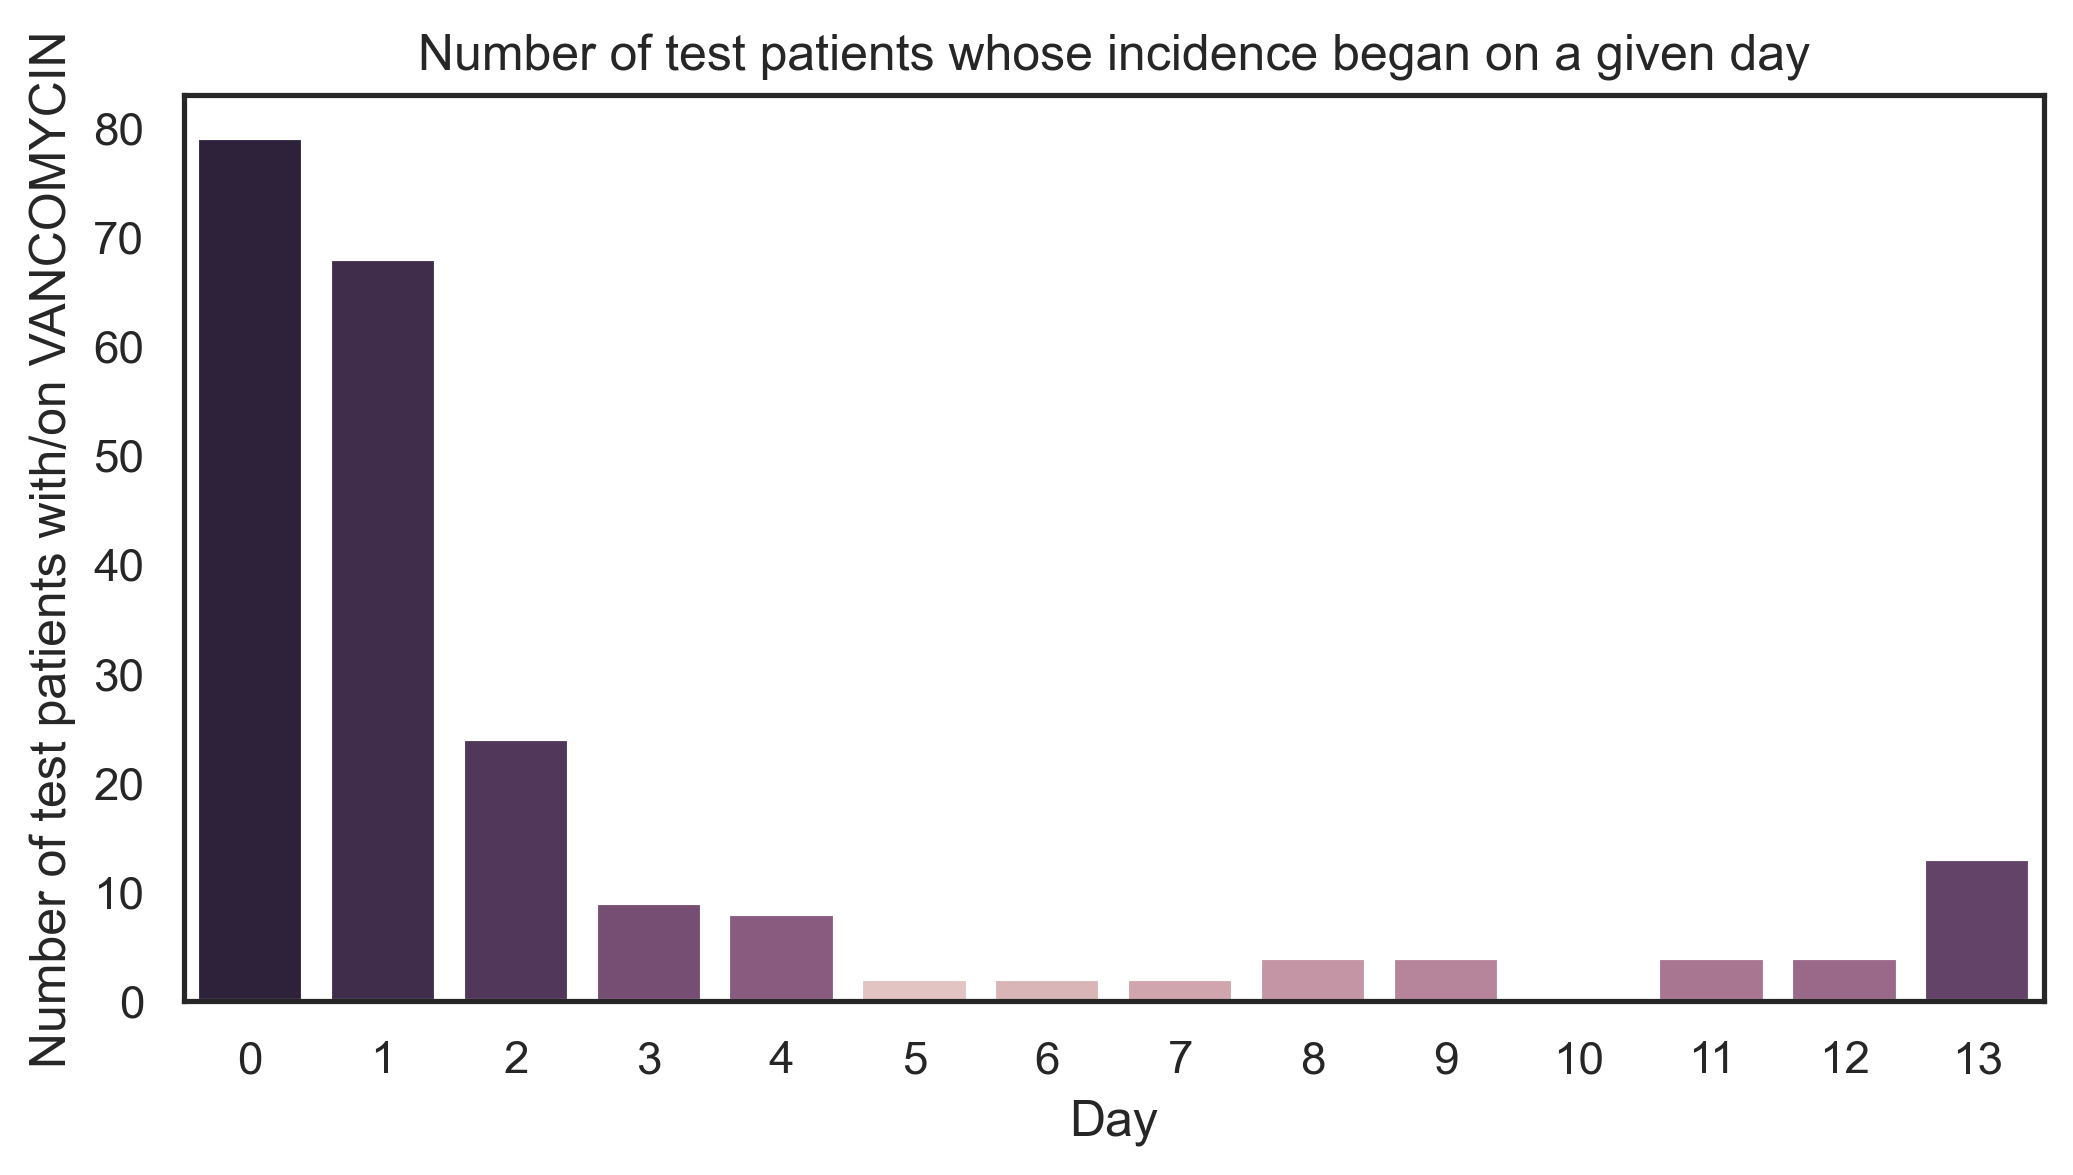 Number of test patients whose incidence began on a given day
Number of test patients with/on VANCOMYCIN
80
70
60
50
40
30
20
10
0
0 1 2 3 4 5 6 7 8 9 10 11 12 13
Day